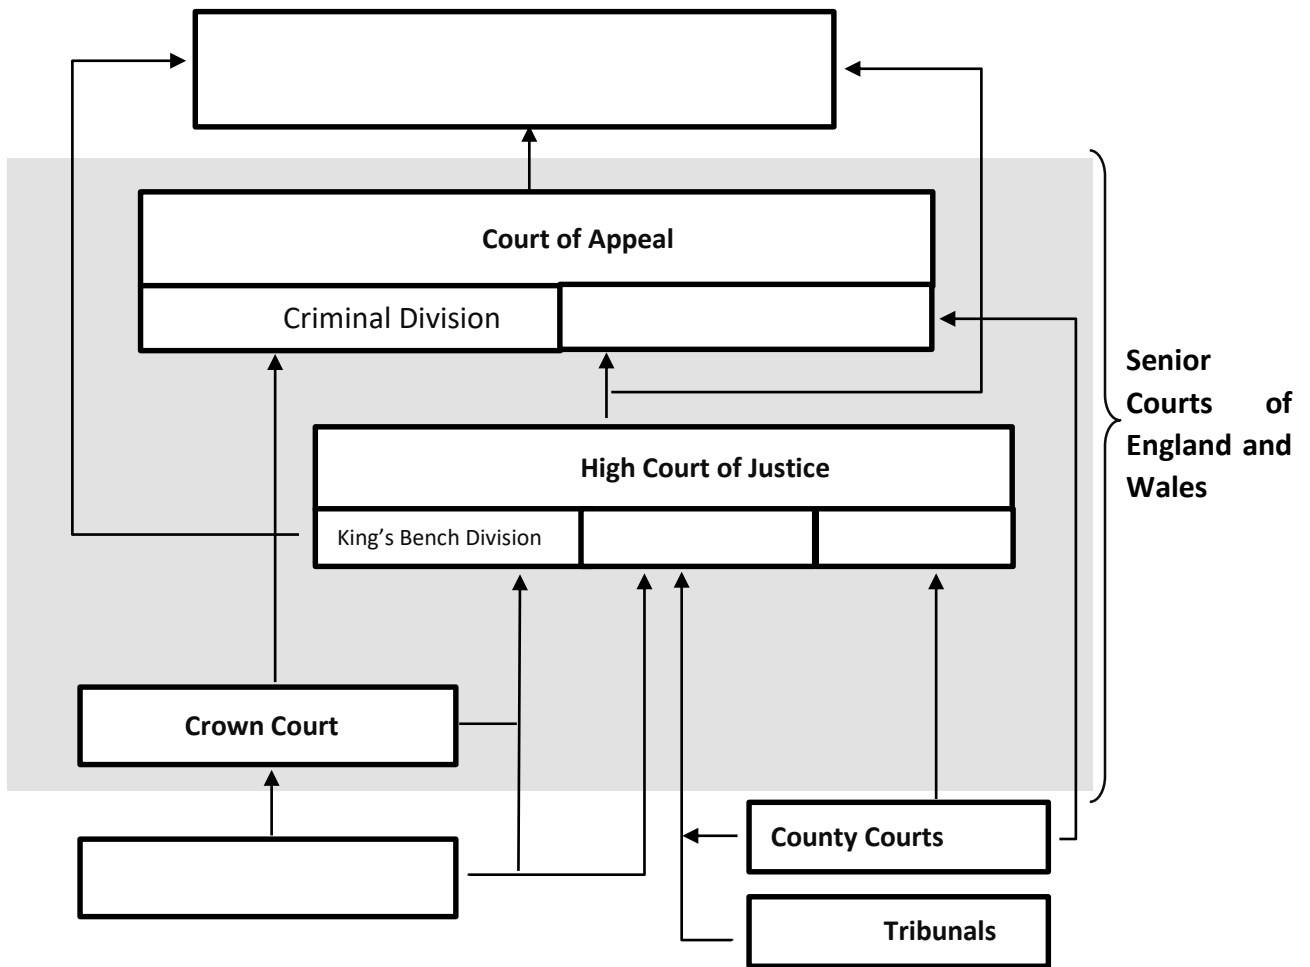 Court of Appeal
Criminal Division
Senior
Courts of
England and
Wales
High Court of Justice
King’s Bench Division
Crown Court
County Courts
Tribunals